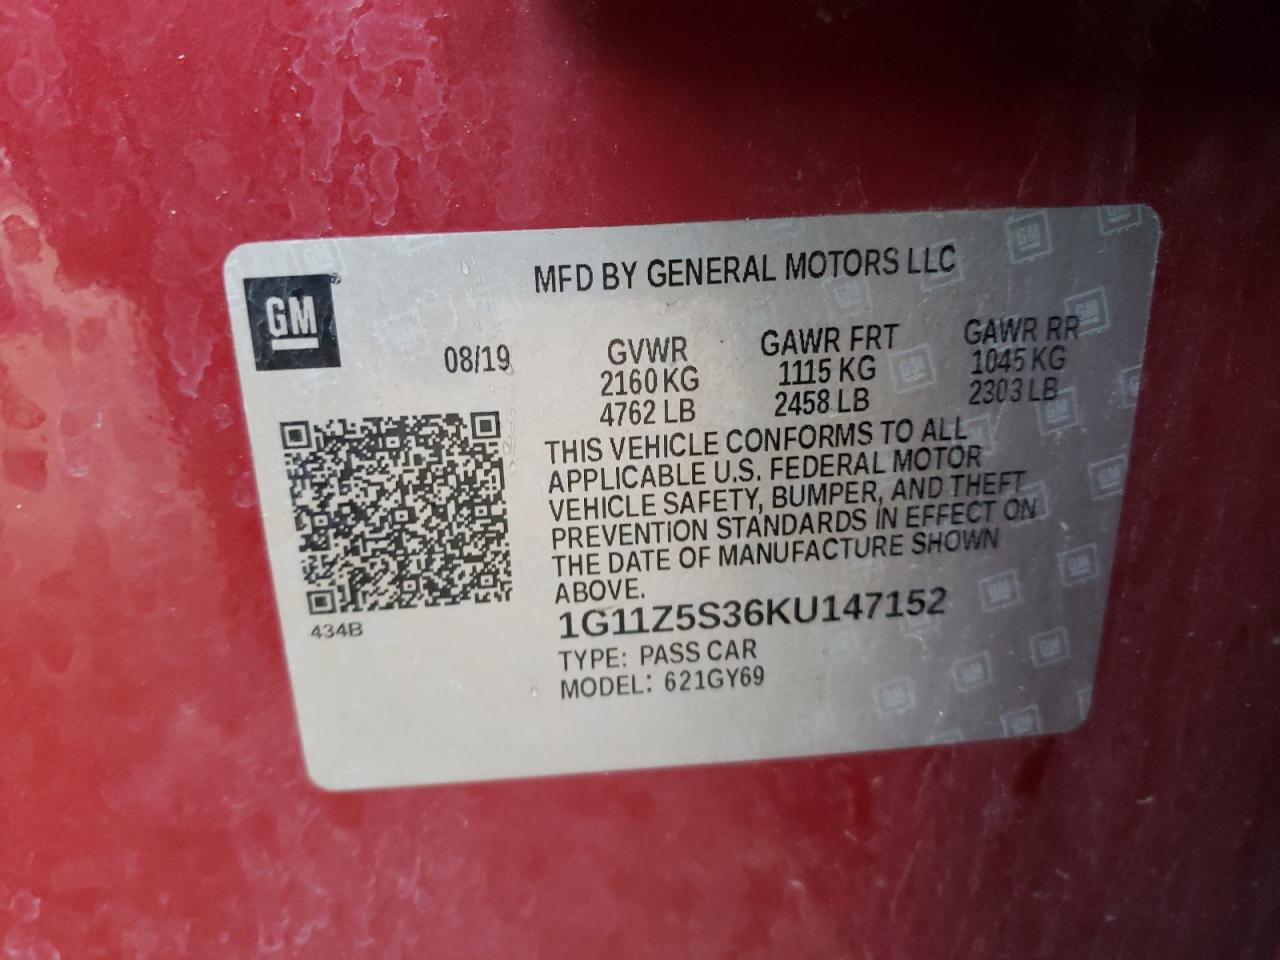 MFD BY GENERAL MOTORS LLC
GM
08/19
GVWR GAWR FRT GAWR RR
2160 KG 1115 KG 1045 KG
4762 LB 2458 LB 2303 LB
THIS VEHICLE CONFORMS TO ALL
APPLICABLE U.S. FEDERAL MOTOR
VEHICLE SAFETY, BUMPER, AND THEFT
PREVENTION STANDARDS IN EFFECT ON
THE DATE OF MANUFACTURE SHOWN
ABOVE.
1G11Z5S36KU147152
434B
TYPE: PASS CAR
MODEL: 621GY69